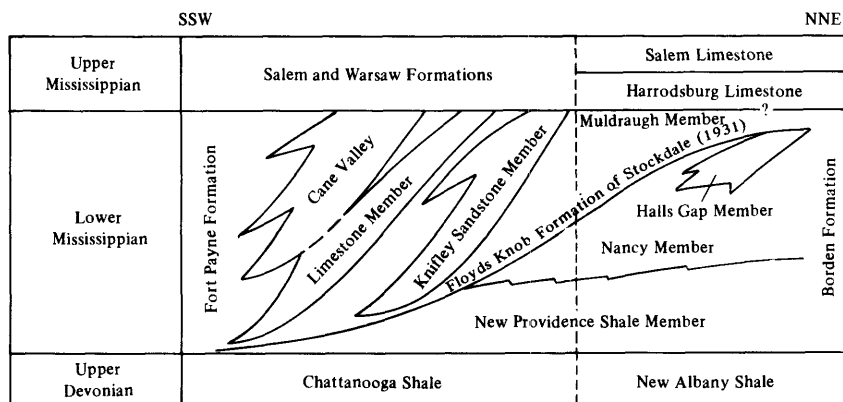 SSW
NNE
Upper
Mississippian
Salem and Warsaw Formations
Salem Limestone
Harrodsburg Limestone
?
Lower
Mississippian
Fort Payne Formation
Cane Valley
Limestone Member
Knifley Sandstone Member
Floyds Knob Formation of Stockdale (1931)
Muldraugh Member
Halls Gap Member
Nancy Member
New Providence Shale Member
Borden Formation
Upper
Devonian
Chattanooga Shale
New Albany Shale